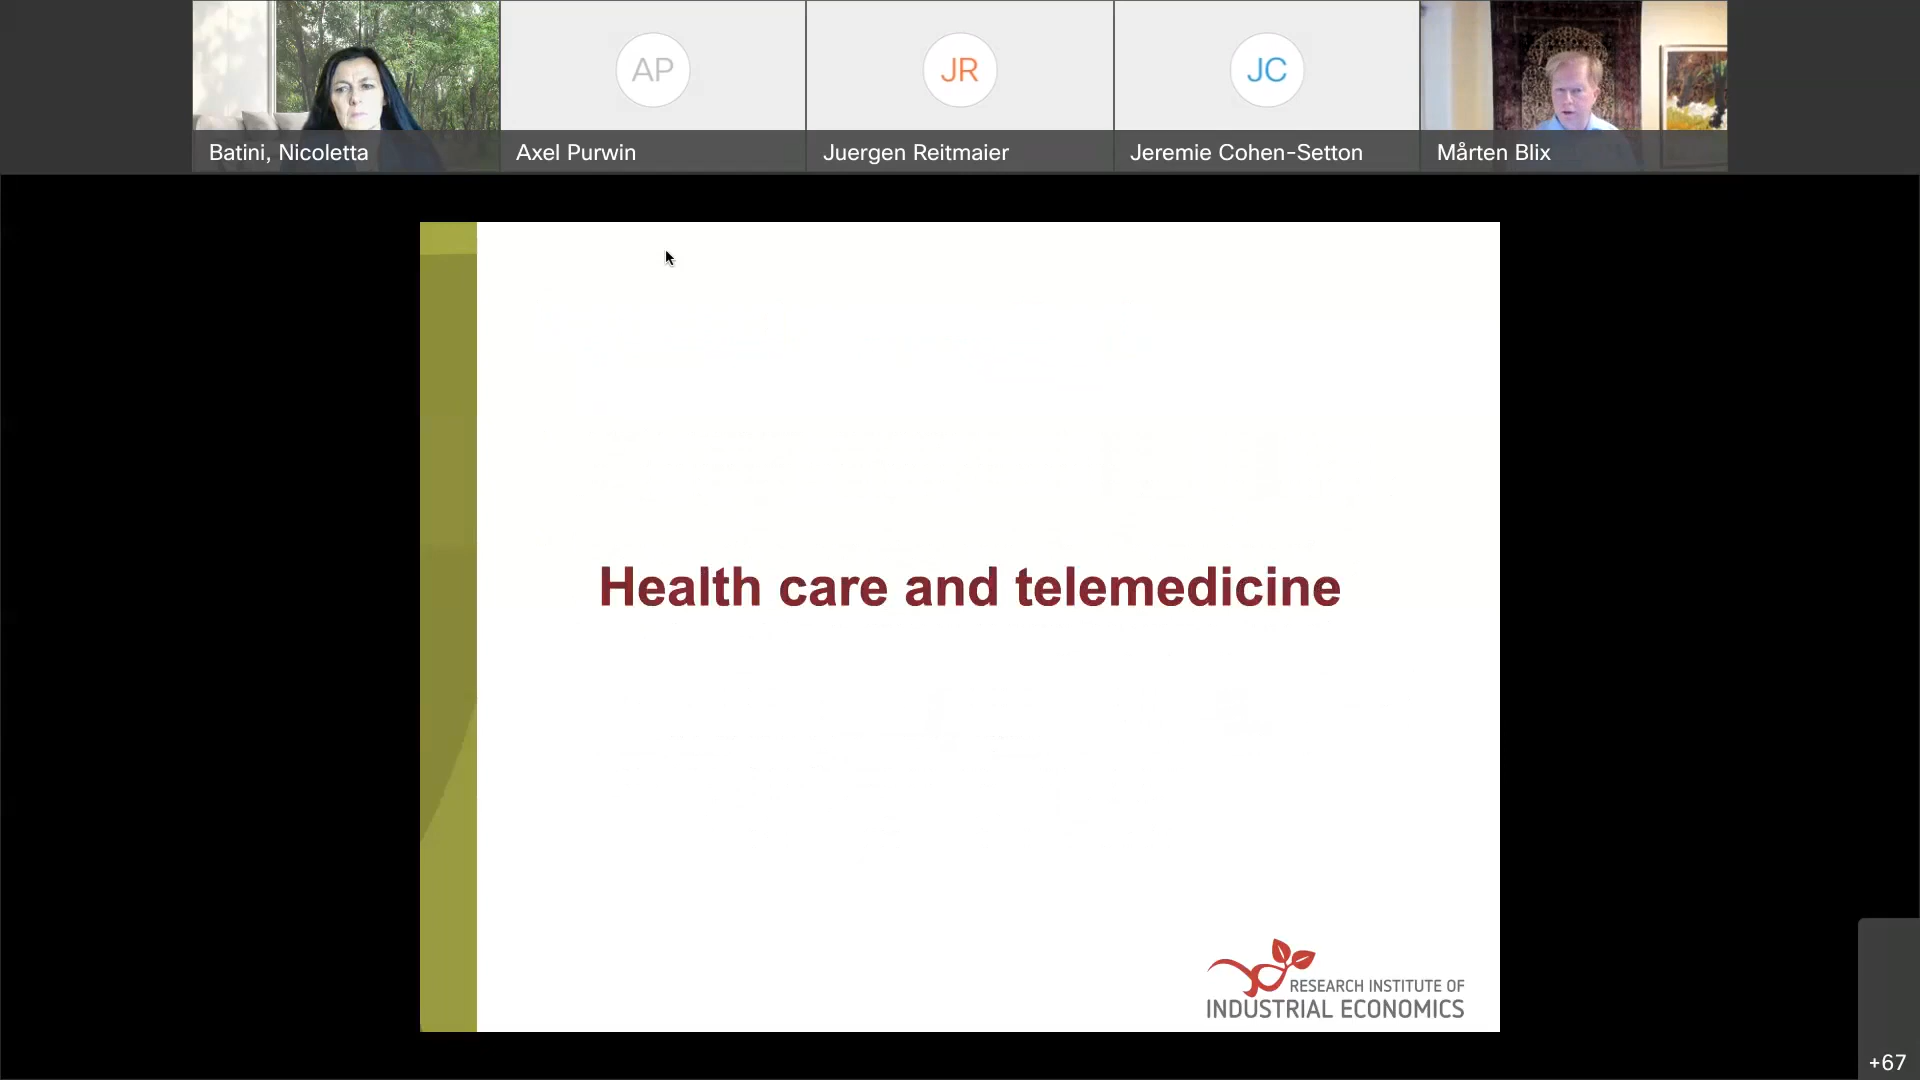 AP
JR
JC
Batini, Nicoletta
Axel Purwin
Juergen Reitmaier
Jeremie Cohen-Setton
Mårten Blix
Health care and telemedicine
RESEARCH INSTITUTE OF
INDUSTRIAL ECONOMICS
+67